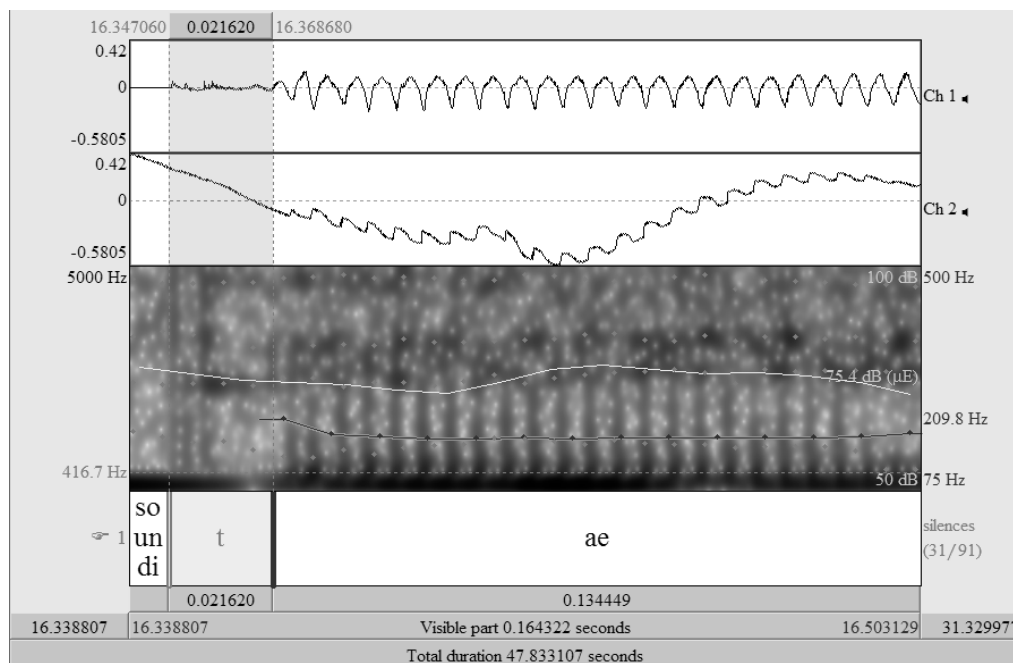 16.347060 0.021620 16.368680
0.42
0
-0.5805
Ch 1
0.42
0
-0.5805
Ch 2
5000 Hz 100 dB 500 Hz
75.4 dB (µE)
209.8 Hz
416.7 Hz
50 dB 75 Hz
so
un
di
1 t ae
silences
(31/91)
0.021620 0.134449
16.338807 16.338807 Visible part 0.164322 seconds 16.503129 31.329977
Total duration 47.833107 seconds